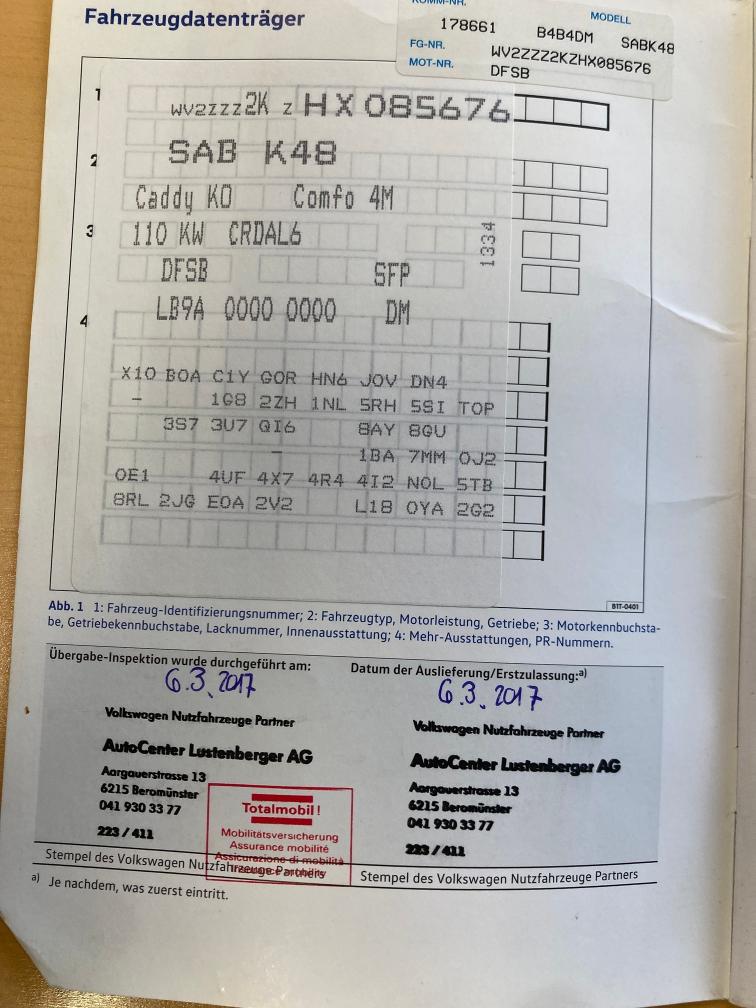 Fahrzeugdatenträger
KOMM-NR. MODELL
178661 B4B4DM SABK48
FG-NR. WV2ZZZ2KZHX085676
MOT-NR. DFSB
1 WV2ZZZ2K Z HX085676
2 SAB K48
Caddy KO Comfo 4M
3 110 KW CRDAL6
1334
DFSB SFP
LB9A 0000 0000 DM
4
X10 BOA C1Y GOR HN6 JOV DN4
– 1G8 2ZH 1NL 5RH 5SI TOP
3S7 3U7 QI6 8AY 8GU
– 1BA 7MM OJ2
OE1 4UF 4X7 4R4 4I2 NOL 5TB
8RL 2JG EOA 2V2 L18 OYA 2G2
B1T-0401
Abb. 1 1: Fahrzeug-Identifizierungsnummer; 2: Fahrzeugtyp, Motorleistung, Getriebe; 3: Motorkennbuchsta-
be, Getriebekennbuchstabe, Lacknummer, Innenausstattung; 4: Mehr-Ausstattungen, PR-Nummern.
Übergabe-Inspektion wurde durchgeführt am:
6.3.2017
Volkswagen Nutzfahrzeuge Partner
AutoCenter Lustenberger AG
Aargauerstrasse 13
6215 Beromünster
041 930 33 77
223 / 411
Totalmobil!
Mobilitätsversicherung
Assurance mobilité
Assicurazione di mobilità
Stempel des Volkswagen Nutzfahrzeuge Partners
Datum der Auslieferung/Erstzulassung:a)
6.3.2017
Volkswagen Nutzfahrzeuge Partner
AutoCenter Lustenberger AG
Aargauerstrasse 13
6215 Beromünster
041 930 33 77
223 / 411
Stempel des Volkswagen Nutzfahrzeuge Partners
a) Je nachdem, was zuerst eintritt.